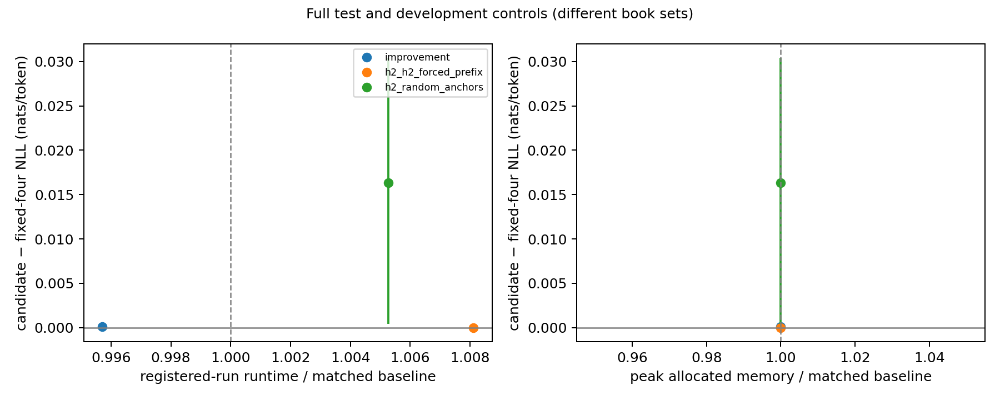 Full test and development controls (different book sets)
candidate − fixed-four NLL (nats/token)
0.030
0.025
0.020
0.015
0.010
0.005
0.000
improvement
h2_h2_forced_prefix
h2_random_anchors
0.996 0.998 1.000 1.002 1.004 1.006 1.008
registered-run runtime / matched baseline
candidate − fixed-four NLL (nats/token)
0.030
0.025
0.020
0.015
0.010
0.005
0.000
0.96 0.98 1.00 1.02 1.04
peak allocated memory / matched baseline